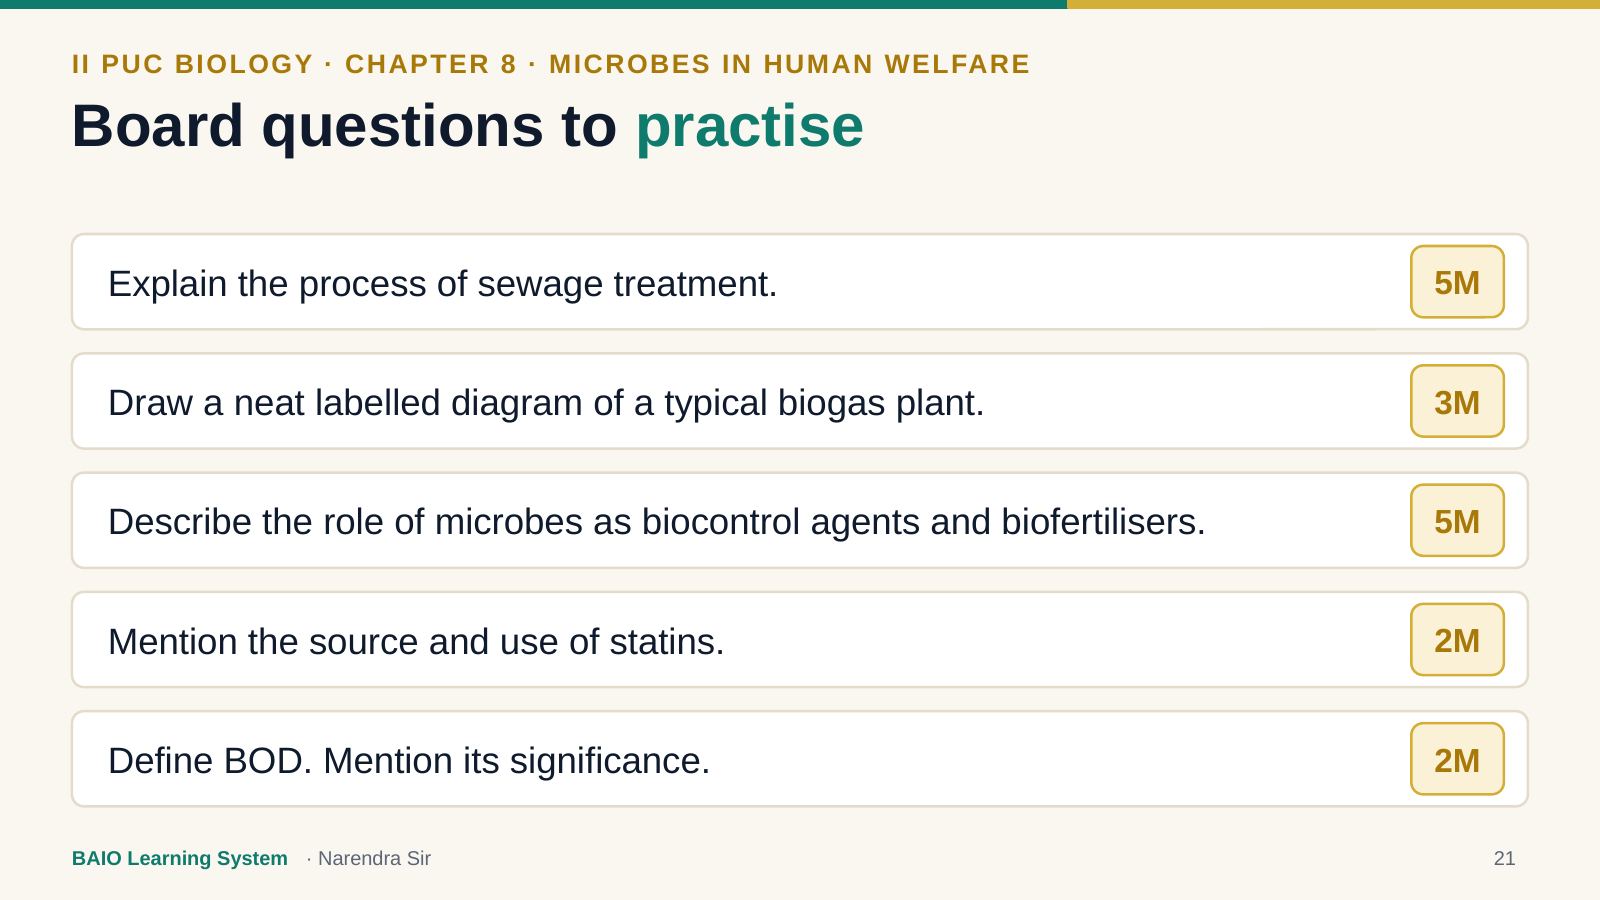 II PUC BIOLOGY · CHAPTER 8 · MICROBES IN HUMAN WELFARE
Board questions to practise
Explain the process of sewage treatment. 5M
Draw a neat labelled diagram of a typical biogas plant. 3M
Describe the role of microbes as biocontrol agents and biofertilisers. 5M
Mention the source and use of statins. 2M
Define BOD. Mention its significance. 2M
BAIO Learning System · Narendra Sir 21